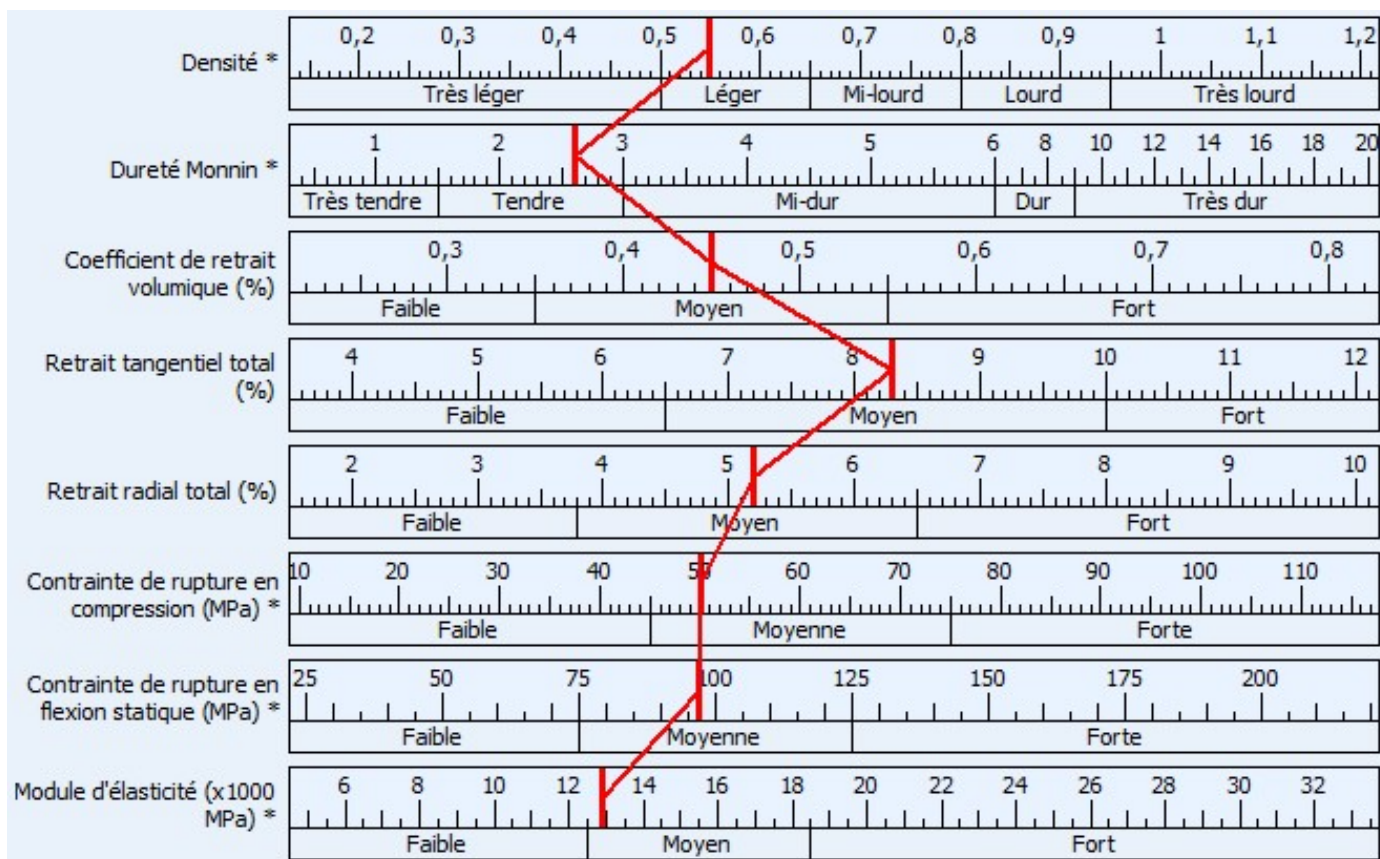 0,2 0,3 0,4 0,5 0,6 0,7 0,8 0,9 1 1,1 1,2
Densité *
Très léger Léger Mi-lourd Lourd Très lourd
1 2 3 4 5 6 8 10 12 14 16 18 20
Dureté Monnin *
Très tendre Tendre Mi-dur Dur Très dur
0,3 0,4 0,5 0,6 0,7 0,8
Coefficient de retrait
volumique (%)
Faible Moyen Fort
4 5 6 7 8 9 10 11 12
Retrait tangentiel total
(%)
Faible Moyen Fort
2 3 4 5 6 7 8 9 10
Retrait radial total (%)
Faible Moyen Fort
10 20 30 40 50 60 70 80 90 100 110
Contrainte de rupture en
compression (MPa) *
Faible Moyenne Forte
25 50 75 100 125 150 175 200
Contrainte de rupture en
flexion statique (MPa) *
Faible Moyenne Forte
6 8 10 12 14 16 18 20 22 24 26 28 30 32
Module d'élasticité (x1000
MPa) *
Faible Moyen Fort